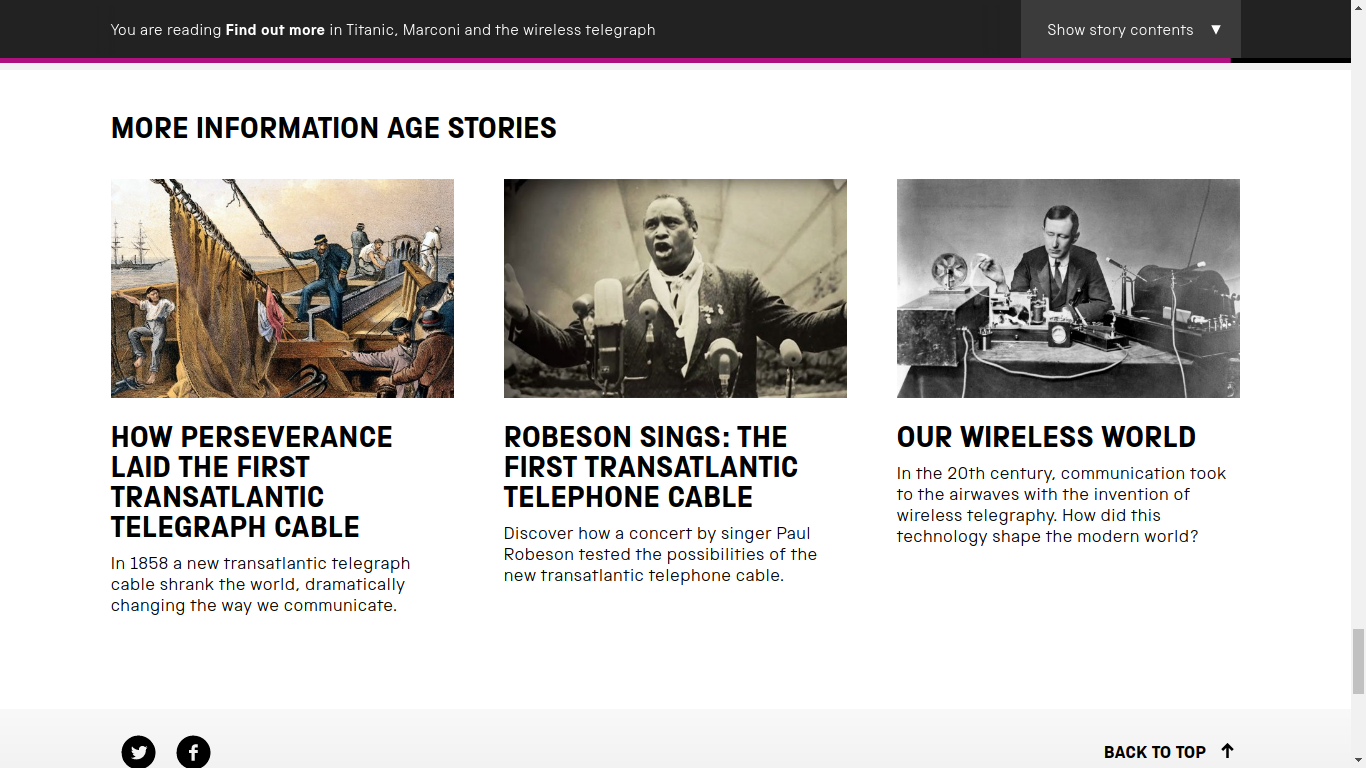 You are reading Find out more in Titanic, Marconi and the wireless telegraph
Show story contents ▼
MORE INFORMATION AGE STORIES
HOW PERSEVERANCE
LAID THE FIRST
TRANSATLANTIC
TELEGRAPH CABLE
In 1858 a new transatlantic telegraph
cable shrank the world, dramatically
changing the way we communicate.
ROBESON SINGS: THE
FIRST TRANSATLANTIC
TELEPHONE CABLE
Discover how a concert by singer Paul
Robeson tested the possibilities of the
new transatlantic telephone cable.
OUR WIRELESS WORLD
In the 20th century, communication took
to the airwaves with the invention of
wireless telegraphy. How did this
technology shape the modern world?
BACK TO TOP ↑